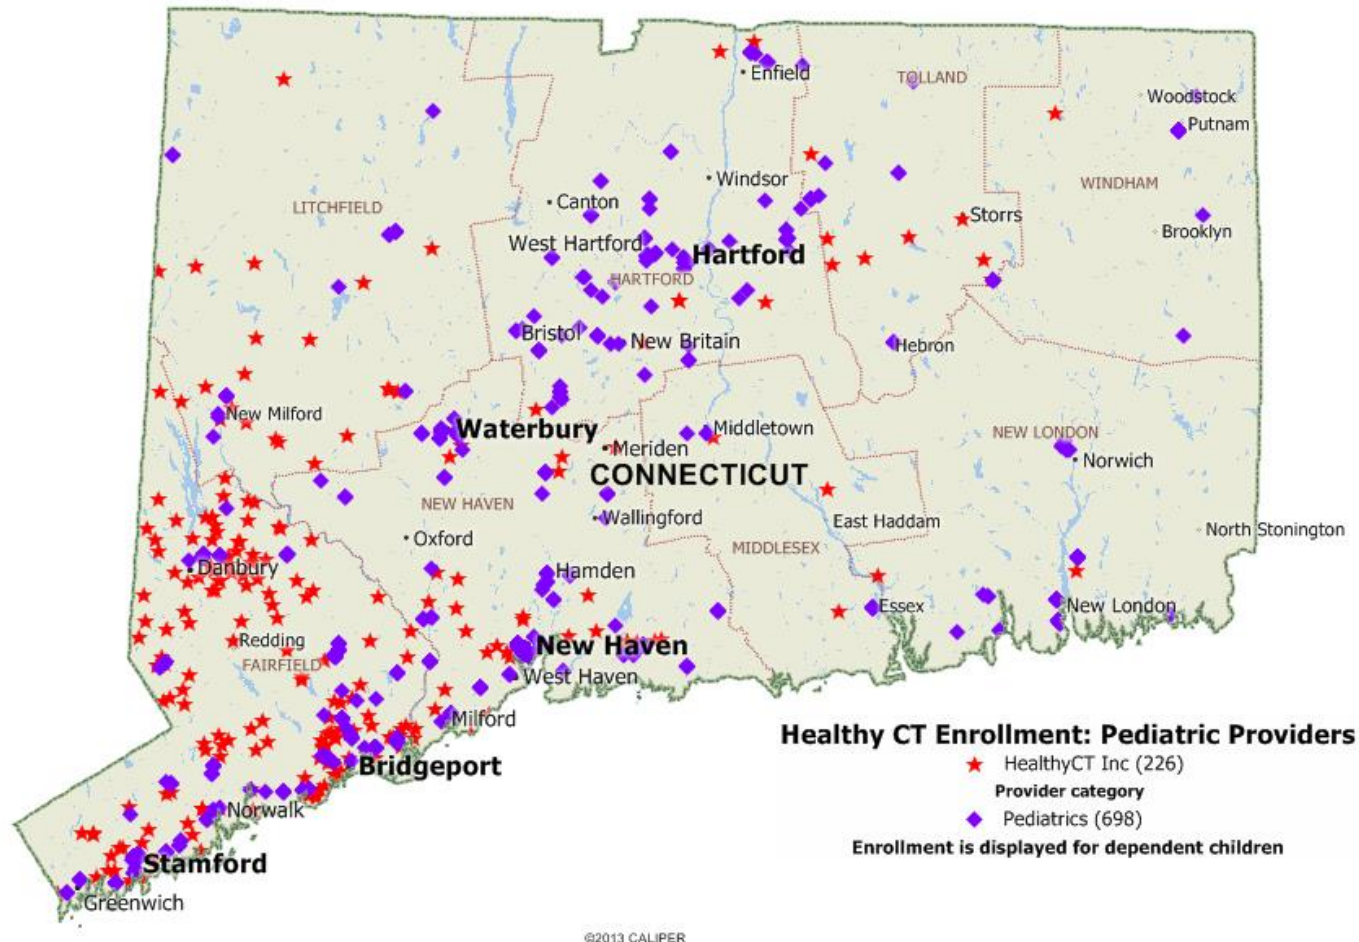 Enfield
TOLLAND
Woodstock
Putnam
Windsor
WINDHAM
Canton
LITCHFIELD
Storrs
Brooklyn
West Hartford
Hartford
HARTFORD
Bristol
New Britain
Hebron
New Milford
Waterbury
Middletown
NEW LONDON
Meriden
Norwich
CONNECTICUT
NEW HAVEN
Wallingford
East Haddam
North Stonington
Oxford
MIDDLESEX
Danbury
Hamden
Essex
New London
Redding
New Haven
FAIRFIELD
West Haven
Milford
Healthy CT Enrollment: Pediatric Providers
HealthyCT Inc (226)
Bridgeport
Provider category
Norwalk
Pediatrics (698)
Enrollment is displayed for dependent children
Stamford
Greenwich
©2013 CALIPER